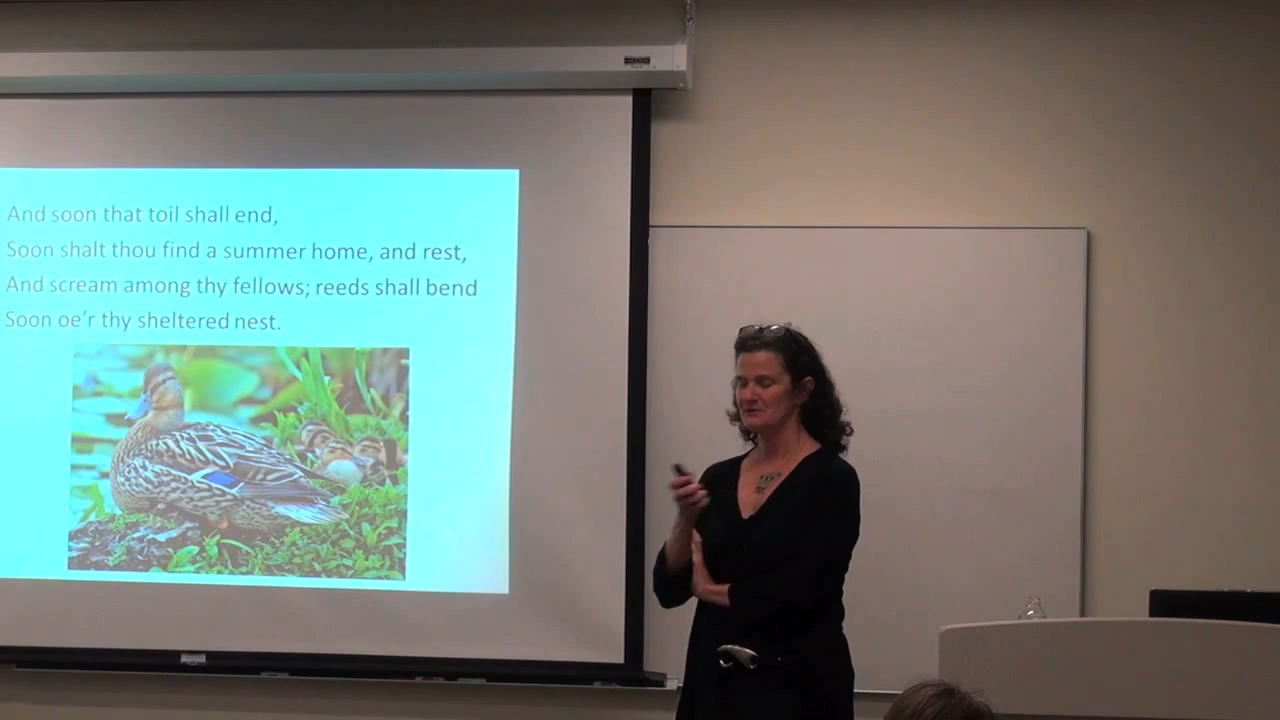 And soon that toil shall end,
Soon shalt thou find a summer home, and rest,
And scream among thy fellows; reeds shall bend
Soon oe'r thy sheltered nest.